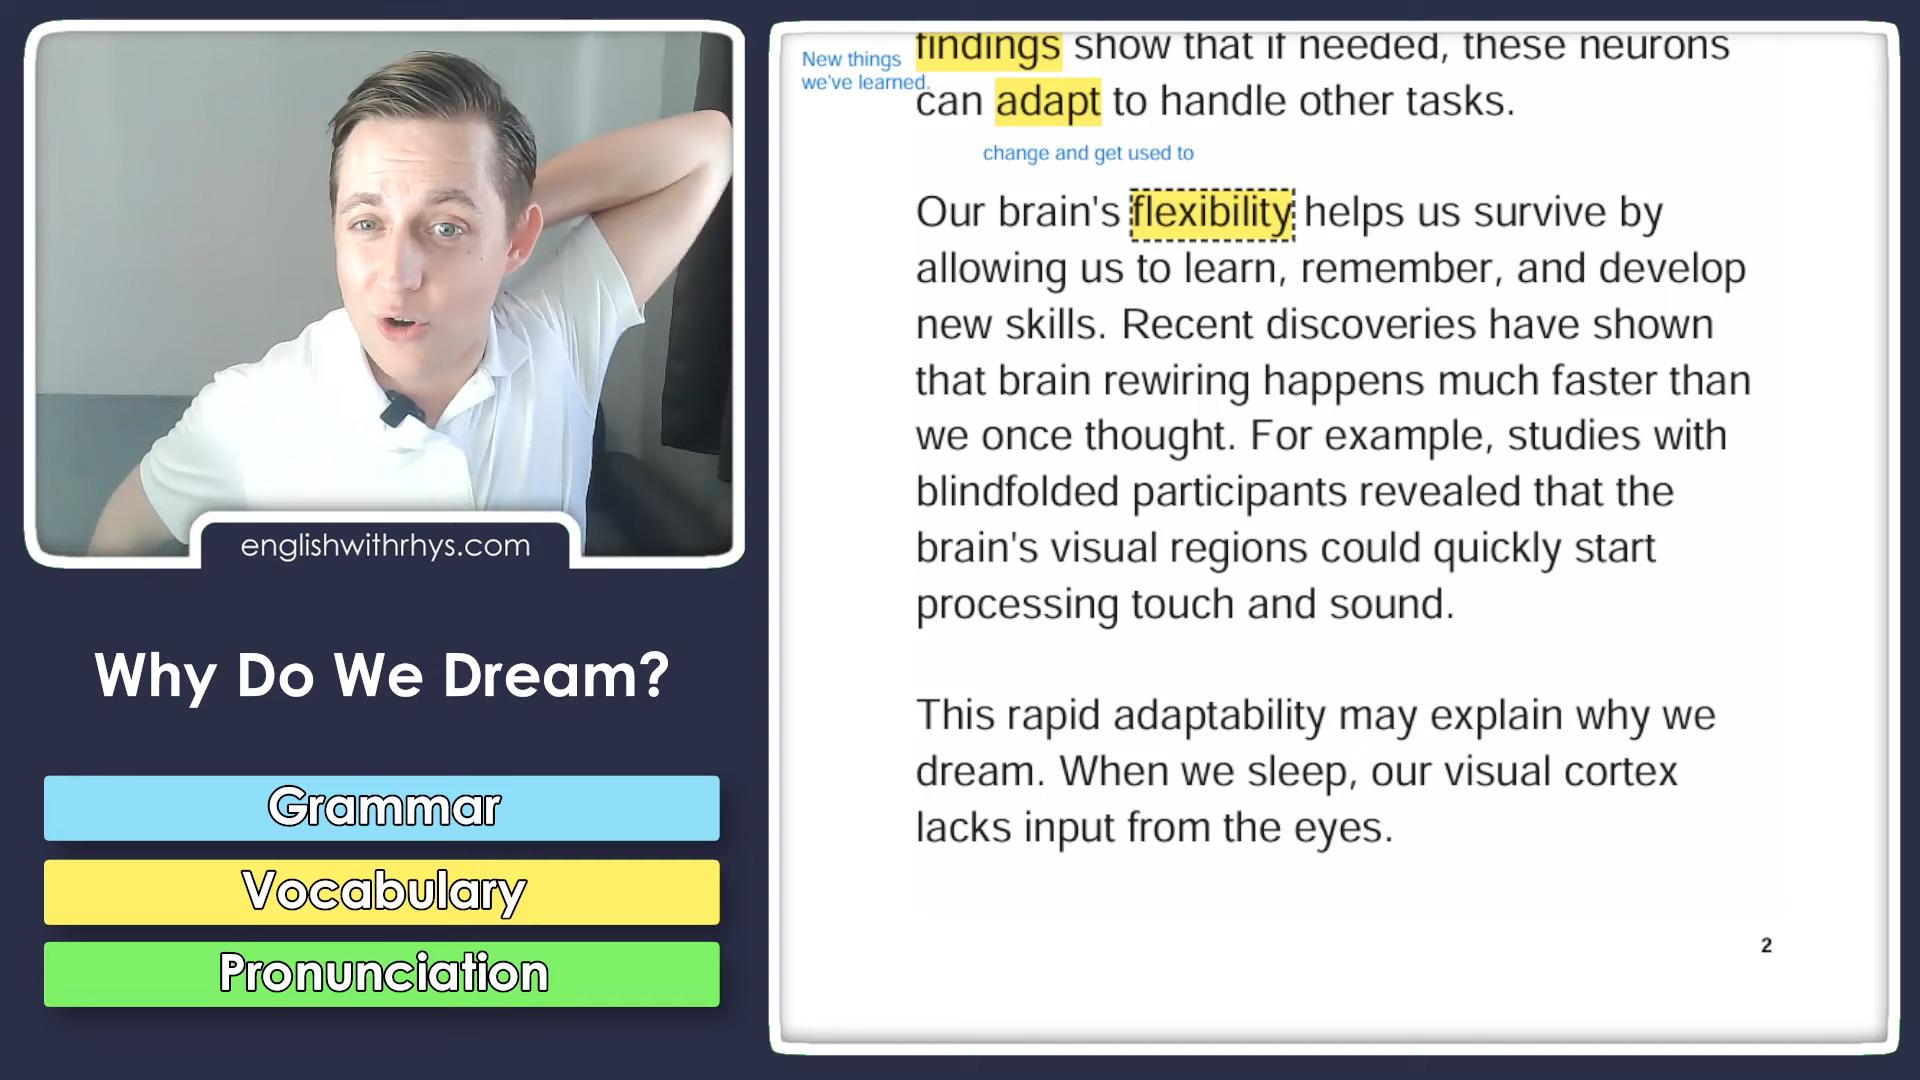 englishwithrhys.com
Why Do We Dream?
Grammar
Vocabulary
Pronunciation
New things
we've learned.
findings show that if needed, these neurons
can adapt to handle other tasks.
change and get used to
Our brain's flexibility helps us survive by
allowing us to learn, remember, and develop
new skills. Recent discoveries have shown
that brain rewiring happens much faster than
we once thought. For example, studies with
blindfolded participants revealed that the
brain's visual regions could quickly start
processing touch and sound.
This rapid adaptability may explain why we
dream. When we sleep, our visual cortex
lacks input from the eyes.
2